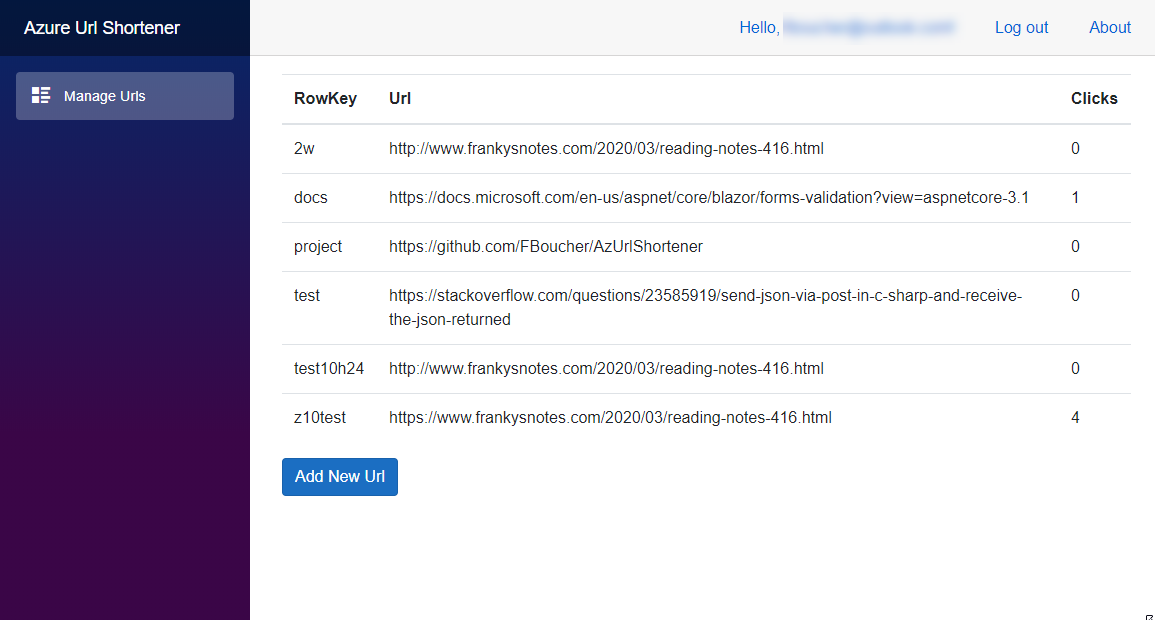 Azure Url Shortener
Hello,
Log out
About
Manage Urls
RowKey Url Clicks
2w http://www.frankysnotes.com/2020/03/reading-notes-416.html 0
docs https://docs.microsoft.com/en-us/aspnet/core/blazor/forms-validation?view=aspnetcore-3.1 1
project https://github.com/FBoucher/AzUrlShortener 0
test https://stackoverflow.com/questions/23585919/send-json-via-post-in-c-sharp-and-receive- 0
the-json-returned
test10h24 http://www.frankysnotes.com/2020/03/reading-notes-416.html 0
z10test https://www.frankysnotes.com/2020/03/reading-notes-416.html 4
Add New Url